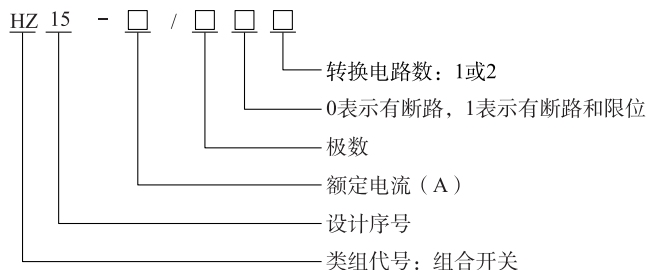 HZ 15 - □ / □ □ □
转换电路数：1或2
0表示有断路，1表示有断路和限位
极数
额定电流（A）
设计序号
类组代号：组合开关